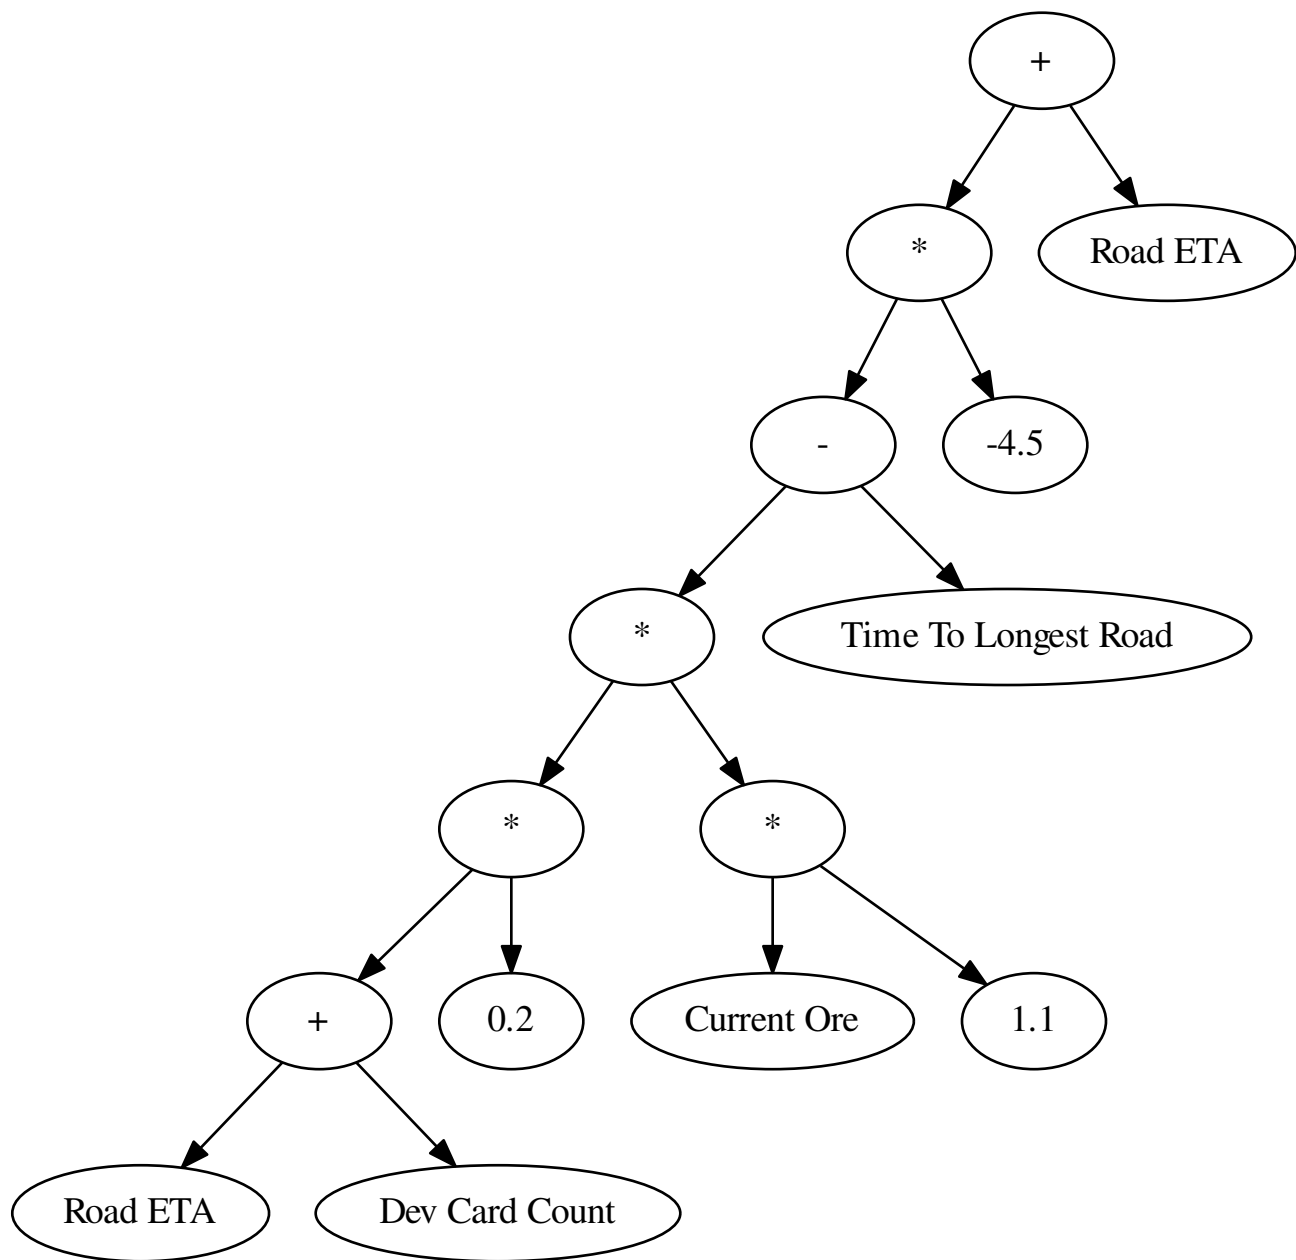 +
*
Road ETA
-
-4.5
*
Time To Longest Road
*
*
+
0.2
Current Ore
1.1
Road ETA
Dev Card Count